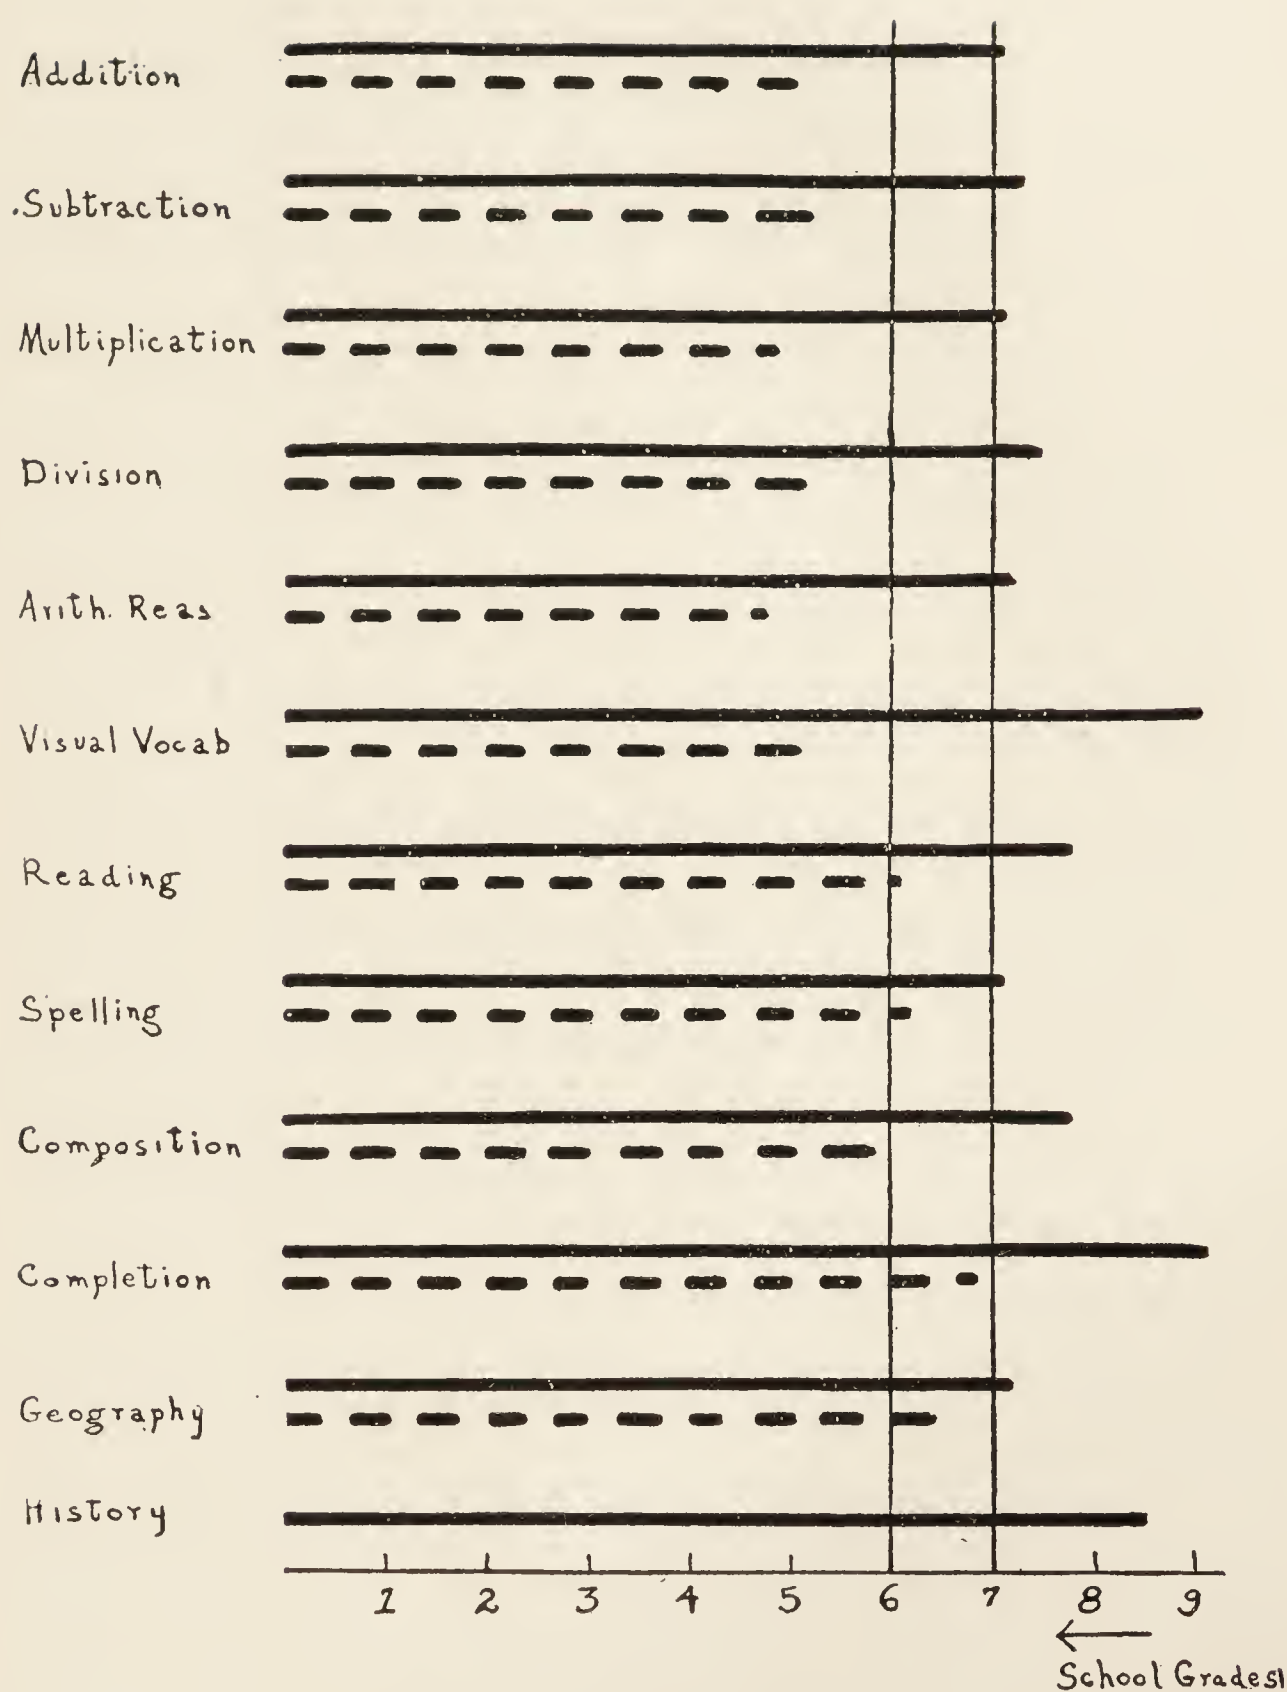 Addition
.Subtraction
Multiplication
Division
Arith. Reas
Visual Vocab
Reading
Spelling
Composition
Completion
Geography
History
1 2 3 4 5 6 7 8 9
←
School Grades